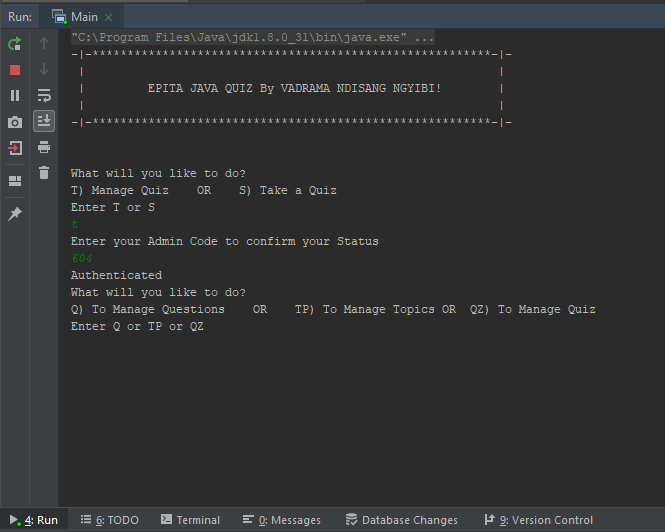 Run: Main ×
"C:\Program Files\Java\jdk1.8.0_31\bin\java.exe" ...
-|-*********************************************************-|-
|                                                           |
|         EPITA JAVA QUIZ By VADRAMA NDISANG NGYIBI!        |
|                                                           |
-|-*********************************************************-|-
What will you like to do?
T) Manage Quiz    OR    S) Take a Quiz
Enter T or S
t
Enter your Admin Code to confirm your Status
604
Authenticated
What will you like to do?
Q) To Manage Questions    OR    TP) To Manage Topics OR  QZ) To Manage Quiz
Enter Q or TP or QZ
4: Run 6: TODO Terminal 0: Messages Database Changes 9: Version Control